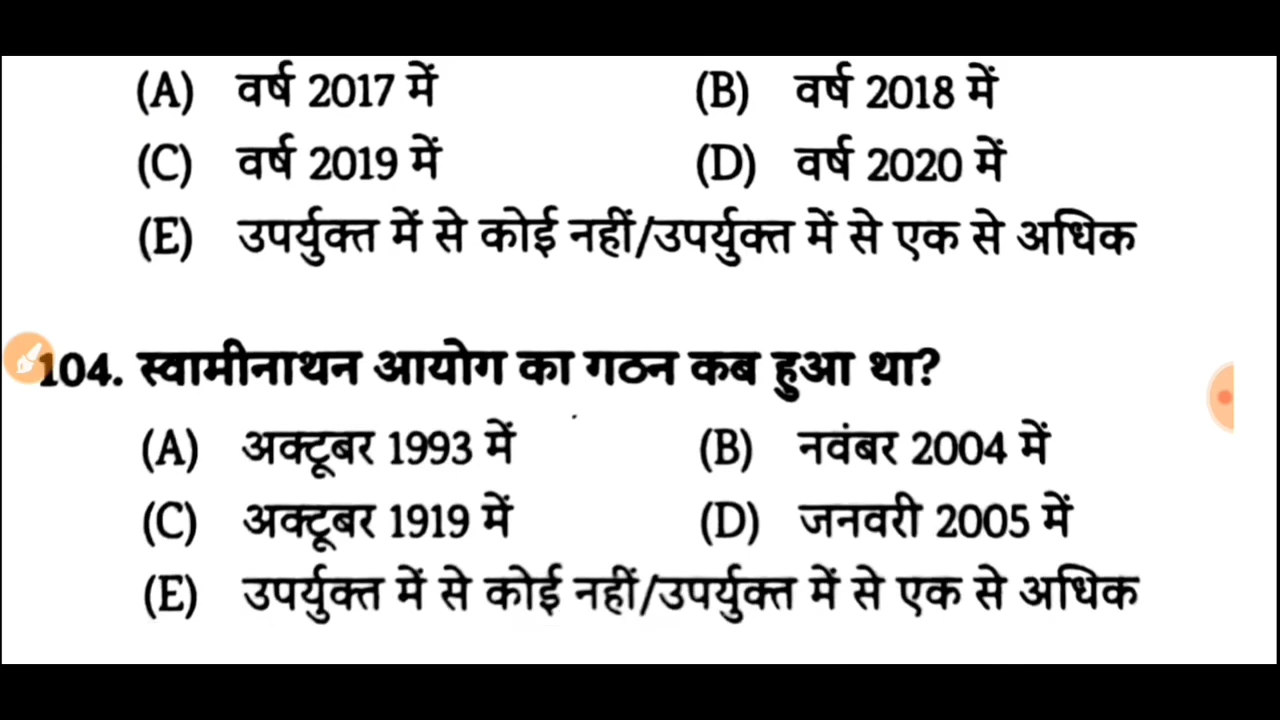 (A) वर्ष 2017 में (B) वर्ष 2018 में
(C) वर्ष 2019 में (D) वर्ष 2020 में
(E) उपर्युक्त में से कोई नहीं/उपर्युक्त में से एक से अधिक
104. स्वामीनाथन आयोग का गठन कब हुआ था?
(A) अक्टूबर 1993 में (B) नवंबर 2004 में
(C) अक्टूबर 1919 में (D) जनवरी 2005 में
(E) उपर्युक्त में से कोई नहीं/उपर्युक्त में से एक से अधिक